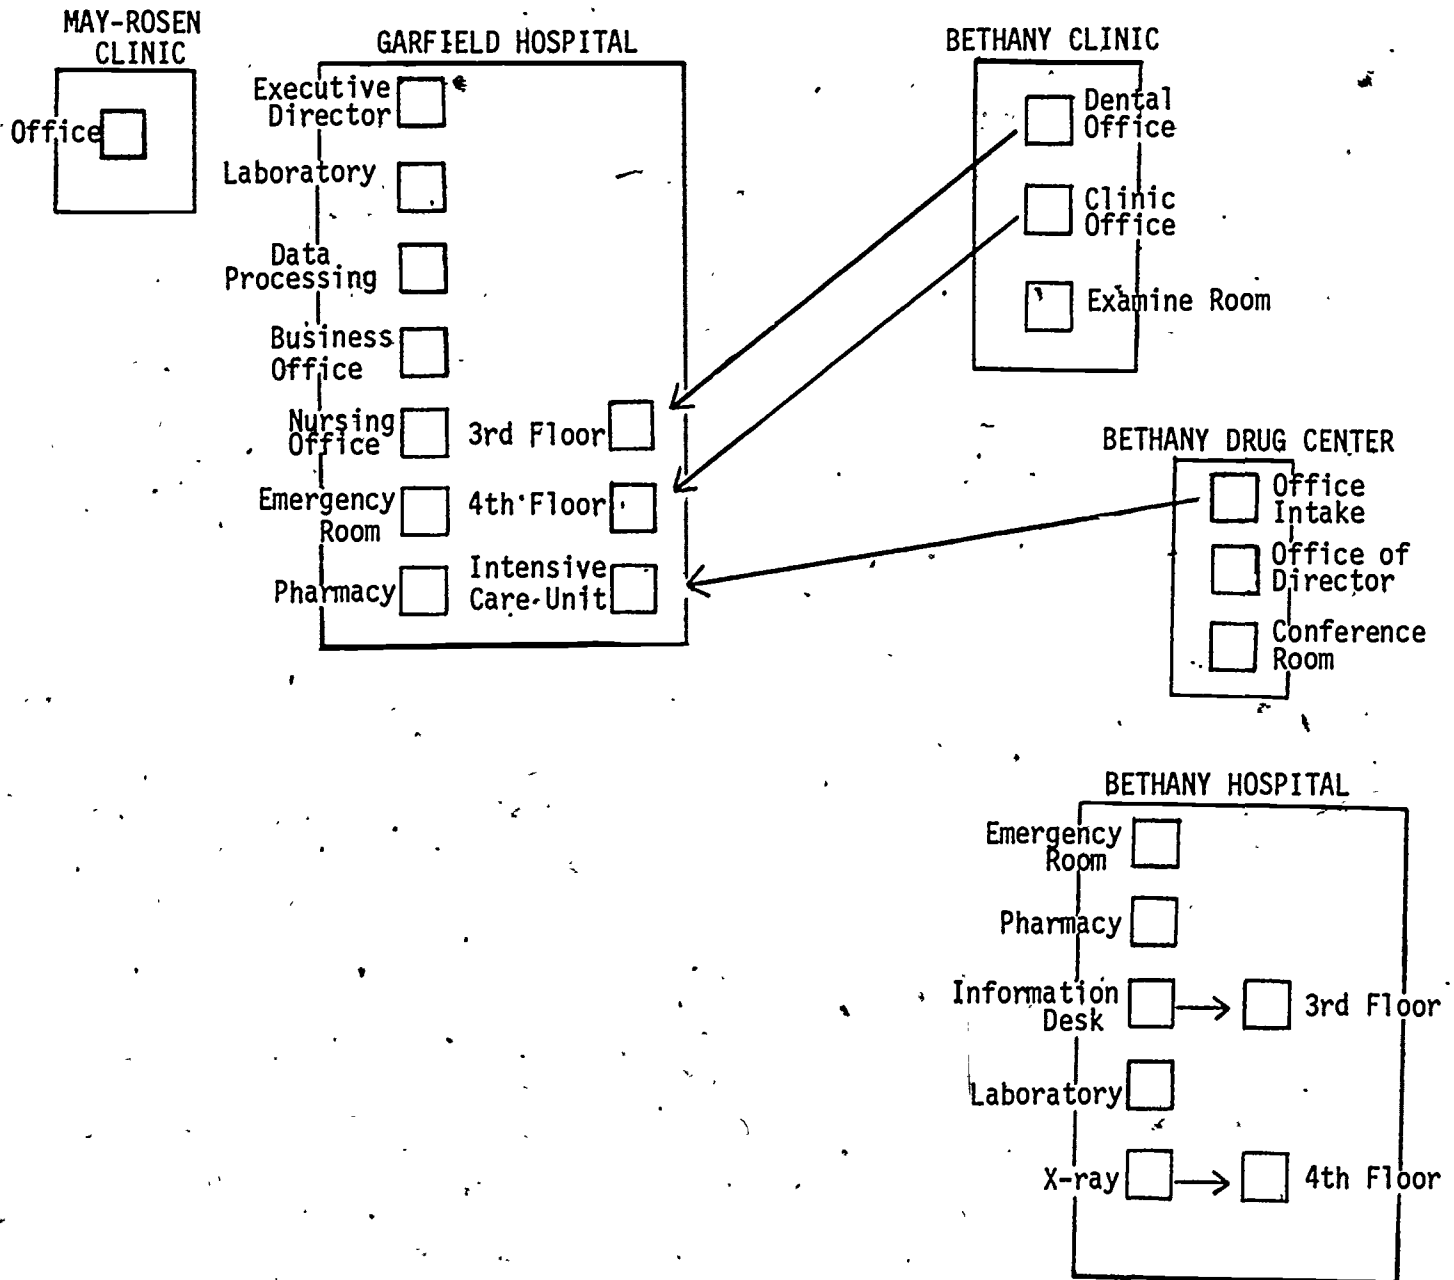 MAY-ROSEN
CLINIC
Office
GARFIELD HOSPITAL
Executive
Director
Laboratory
Data
Processing
Business
Office
Nursing
Office
Emergency
Room
Pharmacy
3rd Floor
4th Floor
Intensive
Care Unit
BETHANY CLINIC
Dental
Office
Clinic
Office
Examine Room
BETHANY DRUG CENTER
Office
Intake
Office of
Director
Conference
Room
BETHANY HOSPITAL
Emergency
Room
Pharmacy
Information
Desk
3rd Floor
Laboratory
X-ray
4th Floor